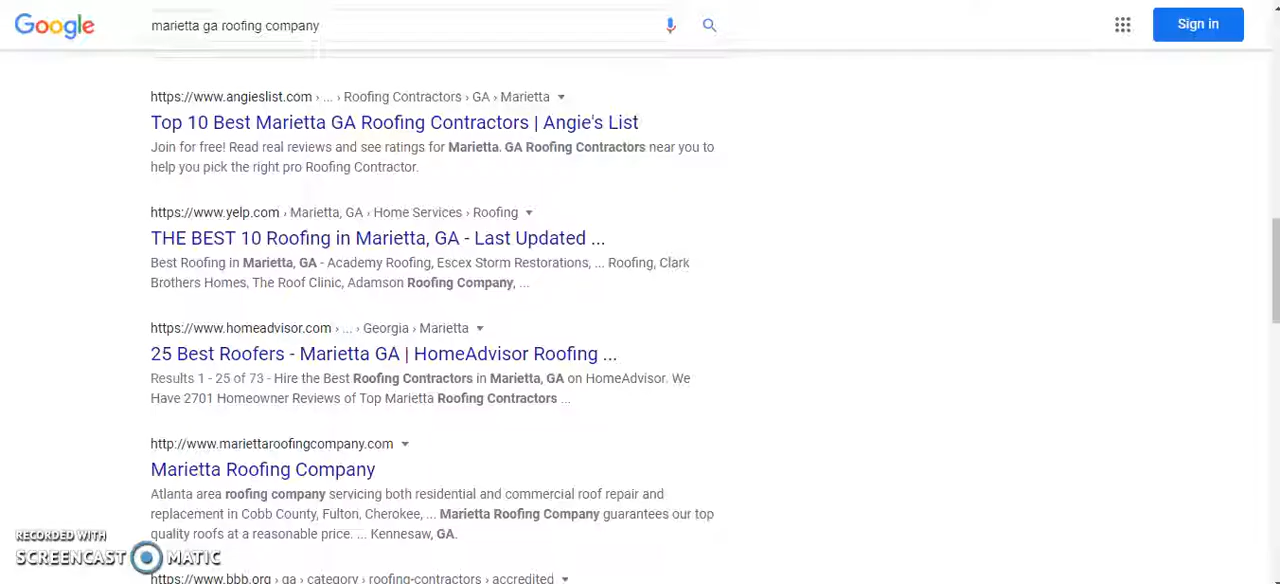 Google
marietta ga roofing company
Sign in
https://www.angieslist.com › ... › Roofing Contractors › GA › Marietta
Top 10 Best Marietta GA Roofing Contractors | Angie's List
Join for free! Read real reviews and see ratings for Marietta. GA Roofing Contractors near you to
help you pick the right pro Roofing Contractor.
https://www.yelp.com › Marietta, GA › Home Services › Roofing
THE BEST 10 Roofing in Marietta, GA - Last Updated ...
Best Roofing in Marietta, GA - Academy Roofing, Escex Storm Restorations, ... Roofing, Clark
Brothers Homes, The Roof Clinic, Adamson Roofing Company, ...
https://www.homeadvisor.com › ... › Georgia › Marietta
25 Best Roofers - Marietta GA | HomeAdvisor Roofing ...
Results 1 - 25 of 73 - Hire the Best Roofing Contractors in Marietta, GA on HomeAdvisor. We
Have 2701 Homeowner Reviews of Top Marietta Roofing Contractors ...
http://www.mariettaroofingcompany.com
Marietta Roofing Company
Atlanta area roofing company servicing both residential and commercial roof repair and
replacement in Cobb County, Fulton, Cherokee, ... Marietta Roofing Company guarantees our top
quality roofs at a reasonable price. ... Kennesaw, GA.
RECORDED WITH
SCREENCAST MATIC
https://www.bbb.org › ga › category › roofing-contractors › accredited